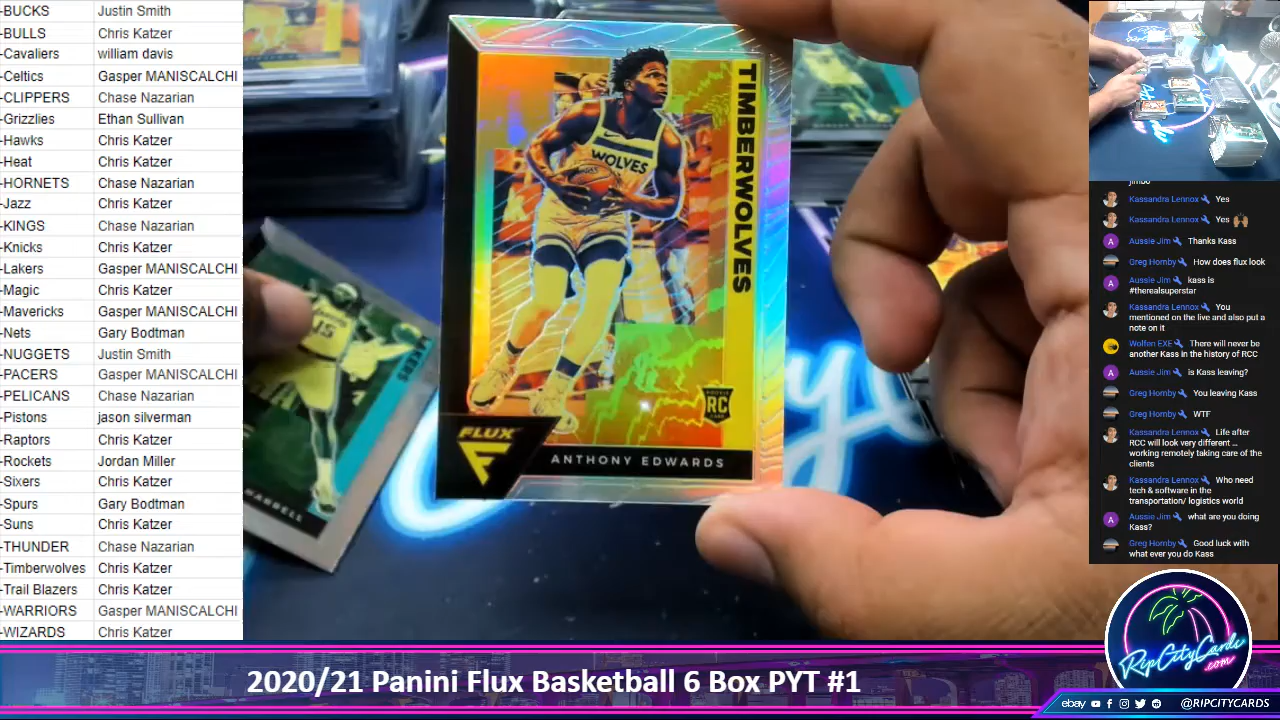 -BUCKS Justin Smith
-BULLS Chris Katzer
-Cavaliers william davis
-Celtics Gasper MANISCALCHI
-CLIPPERS Chase Nazarian
-Grizzlies Ethan Sullivan
-Hawks Chris Katzer
-Heat Chris Katzer
-HORNETS Chase Nazarian
-Jazz Chris Katzer
-KINGS Chase Nazarian
-Knicks Chris Katzer
-Lakers Gasper MANISCALCHI
-Magic Chris Katzer
-Mavericks Gasper MANISCALCHI
-Nets Gary Bodtman
-NUGGETS Justin Smith
-PACERS Gasper MANISCALCHI
-PELICANS Chase Nazarian
-Pistons jason silverman
-Raptors Chris Katzer
-Rockets Jordan Miller
-Sixers Chris Katzer
-Spurs Gary Bodtman
-Suns Chris Katzer
-THUNDER Chase Nazarian
-Timberwolves Chris Katzer
-Trail Blazers Chris Katzer
-WARRIORS Gasper MANISCALCHI
-WIZARDS Chris Katzer
TIMBERWOLVES
WOLVES
RC
FLUX
ANTHONY EDWARDS
15
jimbo
Kassandra Lennox Yes
Kassandra Lennox Yes
Aussie Jim Thanks Kass
Greg Hornby How does flux look
Aussie Jim kass is
#therealsuperstar
Kassandra Lennox You
mentioned on the live and also put a
note on it
Wolfen EXE There will never be
another Kass in the history of RCC
Aussie Jim is Kass leaving?
Greg Hornby You leaving Kass
Greg Hornby WTF
Kassandra Lennox Life after
RCC will look very different ...
working remotely taking care of the
clients
Kassandra Lennox Who need
tech & software in the
transportation/ logistics world
Aussie Jim what are you doing
Kass?
Greg Hornby Good luck with
what ever you do Kass
RipCityCards
.com
2020/21 Panini Flux Basketball 6 Box PYT #1
ebay @RIPCITYCARDS